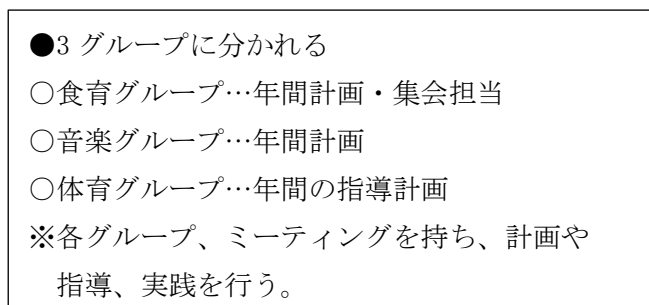 ●3 グループに分かれる
○食育グループ…年間計画・集会担当
○音楽グループ…年間計画
○体育グループ…年間の指導計画
※各グループ、ミーティングを持ち、計画や
指導、実践を行う。